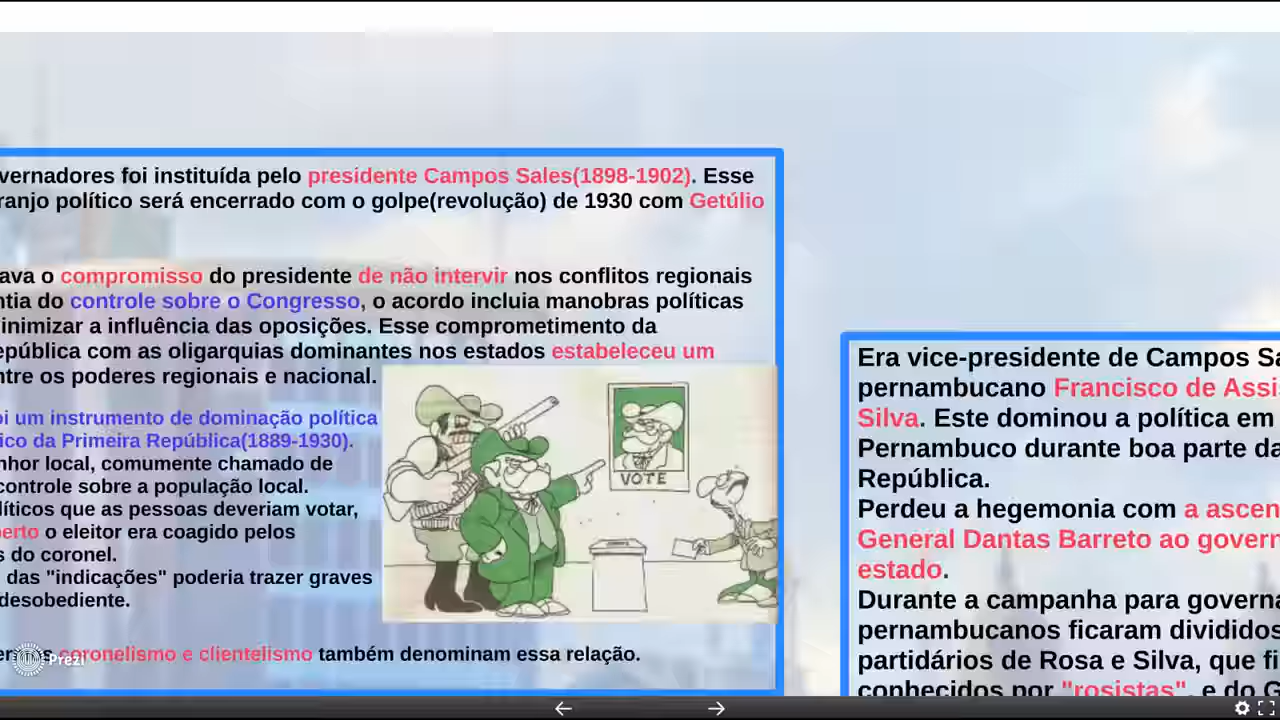 vernadores foi instituída pelo presidente Campos Sales(1898-1902). Esse
ranjo político será encerrado com o golpe(revolução) de 1930 com Getúlio
ava o compromisso do presidente de não intervir nos conflitos regionais
ntia do controle sobre o Congresso, o acordo incluia manobras políticas
inimizar a influência das oposições. Esse comprometimento da
epública com as oligarquias dominantes nos estados estabeleceu um
ntre os poderes regionais e nacional.
oi um instrumento de dominação política
ico da Primeira República(1889-1930).
nhor local, comumente chamado de
controle sobre a população local.
líticos que as pessoas deveriam votar,
erto o eleitor era coagido pelos
s do coronel.
das "indicações" poderia trazer graves
desobediente.
coronelismo e clientelismo também denominam essa relação.
VOTE
Prezi
Era vice-presidente de Campos Sa
pernambucano Francisco de Assi
Silva. Este dominou a política em
Pernambuco durante boa parte da
República.
Perdeu a hegemonia com a ascen
General Dantas Barreto ao govern
estado.
Durante a campanha para governa
pernambucanos ficaram divididos
partidários de Rosa e Silva, que fi
conhecidos por "rosistas", e do G